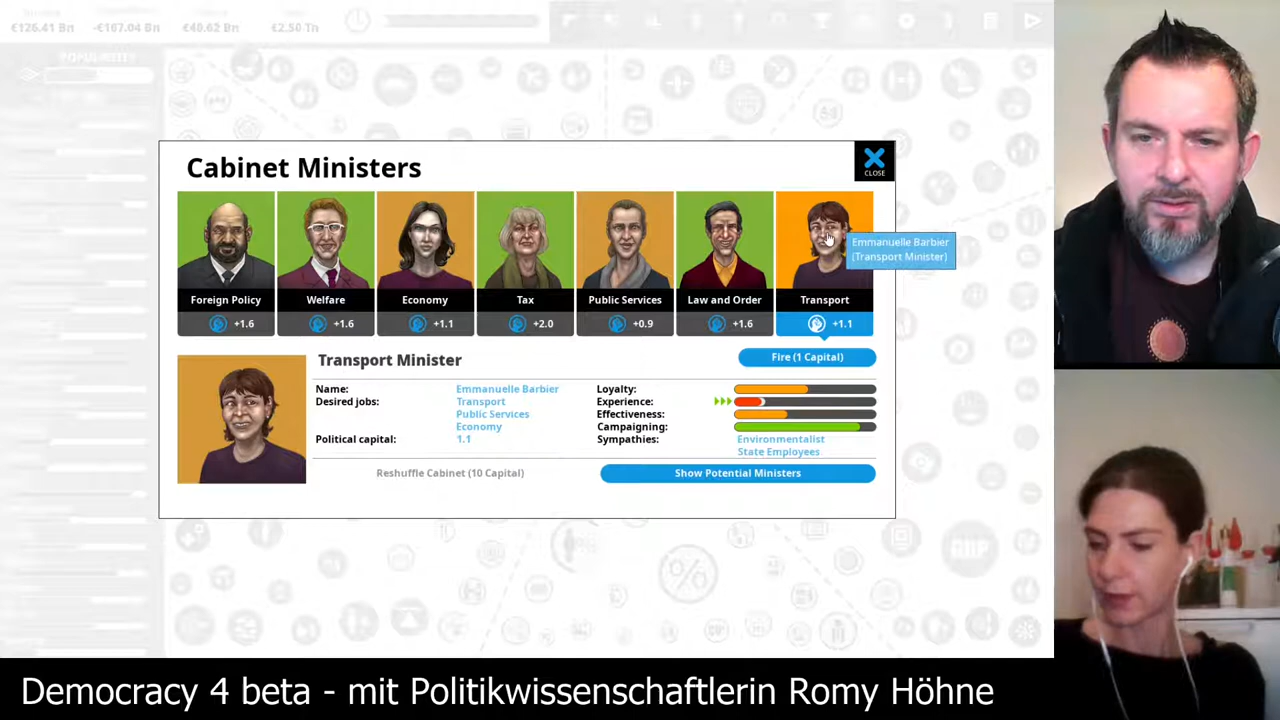 €126.41 Bn -€107.04 Bn €40.62 Bn €2.50 Tn
POPULARITY
GDP
Cabinet Ministers
CLOSE
Emmanuelle Barbier
(Transport Minister)
Foreign Policy Welfare Economy Tax Public Services Law and Order Transport
+1.6 +1.6 +1.1 +2.0 +0.9 +1.6 +1.1
Transport Minister
Fire (1 Capital)
Name: Emmanuelle Barbier
Desired jobs: Transport
Public Services
Economy
Political capital: 1.1
Loyalty:
Experience:
Effectiveness:
Campaigning:
Sympathies: Environmentalist
State Employees
Reshuffle Cabinet (10 Capital)
Show Potential Ministers
Democracy 4 beta - mit Politikwissenschaftlerin Romy Höhne